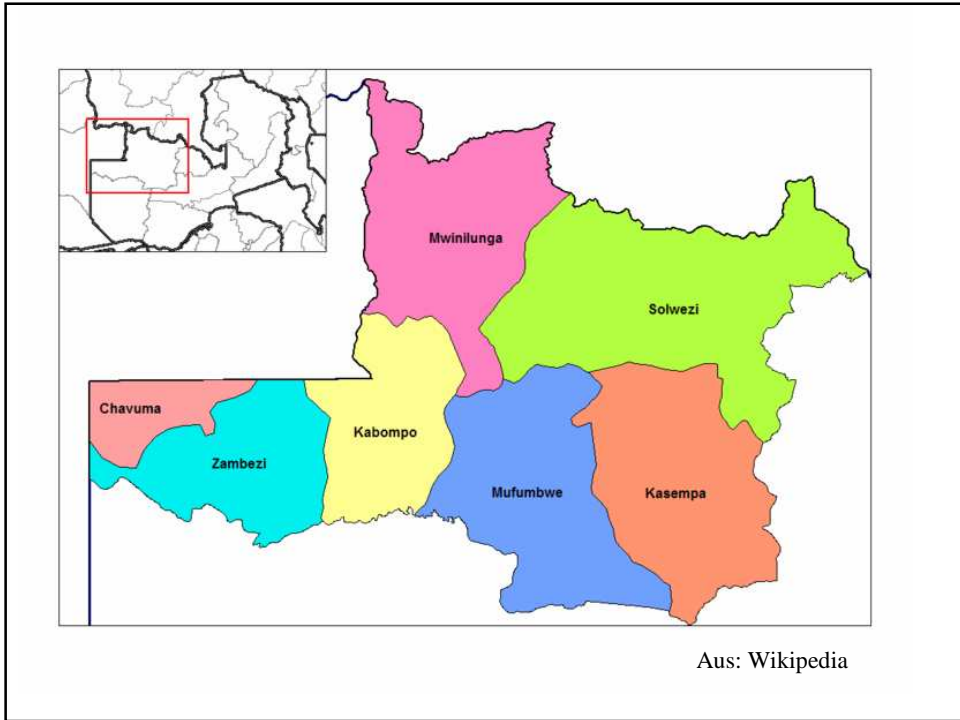 Mwinilunga
Solwezi
Chavuma
Kabompo
Zambezi
Mufumbwe
Kasempa
Aus: Wikipedia